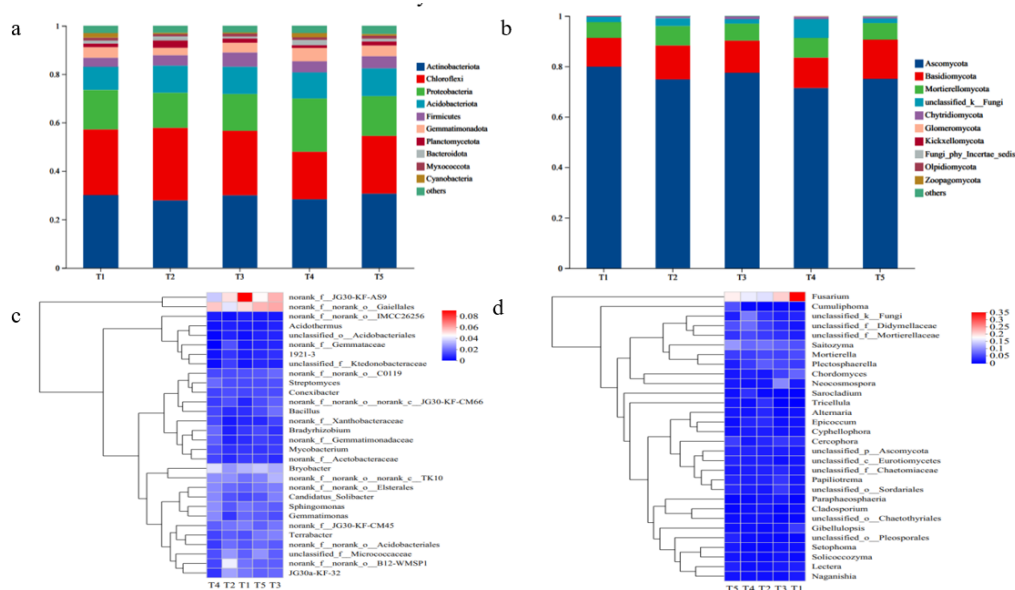 a
b
1
0.8
0.6
0.4
0.2
0
T1
T2
T3
T4
T5
Actinobacteriota
Chloroflexi
Proteobacteria
Acidobacteriota
Firmicutes
Gemmatimonadota
Planctomycetota
Bacteroidota
Myxococcota
Cyanobacteria
others
1
0.8
0.6
0.4
0.2
0
T1
T2
T3
T4
T5
Ascomycota
Basidiomycota
Mortierellomycota
unclassified_k__Fungi
Chytridiomycota
Glomeromycota
Kickxellomycota
Fungi_phy_Incertae_sedis
Olpidiomycota
Zoopagomycota
others
c
norank_f__JG30-KF-AS9
norank_f__norank_o__Gaiellales
norank_f__norank_o__IMCC26256
Acidothermus
unclassified_o__Acidobacteriales
norank_f__Gemmataceae
1921-3
unclassified_f__Ktedonobacteraceae
norank_f__norank_o__C0119
Streptomyces
Conexibacter
norank_f__norank_o__norank_c__JG30-KF-CM66
Bacillus
norank_f__Xanthobacteraceae
Bradyrhizobium
norank_f__Gemmatimonadaceae
Mycobacterium
norank_f__Acetobacteraceae
Bryobacter
norank_f__norank_o__norank_c__TK10
norank_f__norank_o__Elsterales
Candidatus_Solibacter
Sphingomonas
Gemmatimonas
norank_f__JG30-KF-CM45
Terrabacter
norank_f__norank_o__Acidobacteriales
unclassified_f__Micrococcaceae
norank_f__norank_o__B12-WMSP1
JG30a-KF-32
T4 T2 T1 T5 T3
0.08
0.06
0.04
0.02
0
d
Fusarium
Cumuliphoma
unclassified_k__Fungi
unclassified_f__Didymellaceae
unclassified_f__Mortierellaceae
Saitozyma
Mortierella
Plectosphaerella
Chordomyces
Neocosmospora
Sarocladium
Tricellula
Alternaria
Epicoccum
Cyphellophora
Cercophora
unclassified_p__Ascomycota
unclassified_c__Eurotiomycetes
unclassified_f__Chaetomiaceae
Papiliotrema
unclassified_o__Sordariales
Paraphaeosphaeria
Cladosporium
unclassified_o__Chaetothyriales
Gibellulopsis
unclassified_o__Pleosporales
Setophoma
Solicoccozyma
Lectera
Naganishia
T5 T4 T2 T3 T1
0.35
0.3
0.25
0.2
0.15
0.1
0.05
0